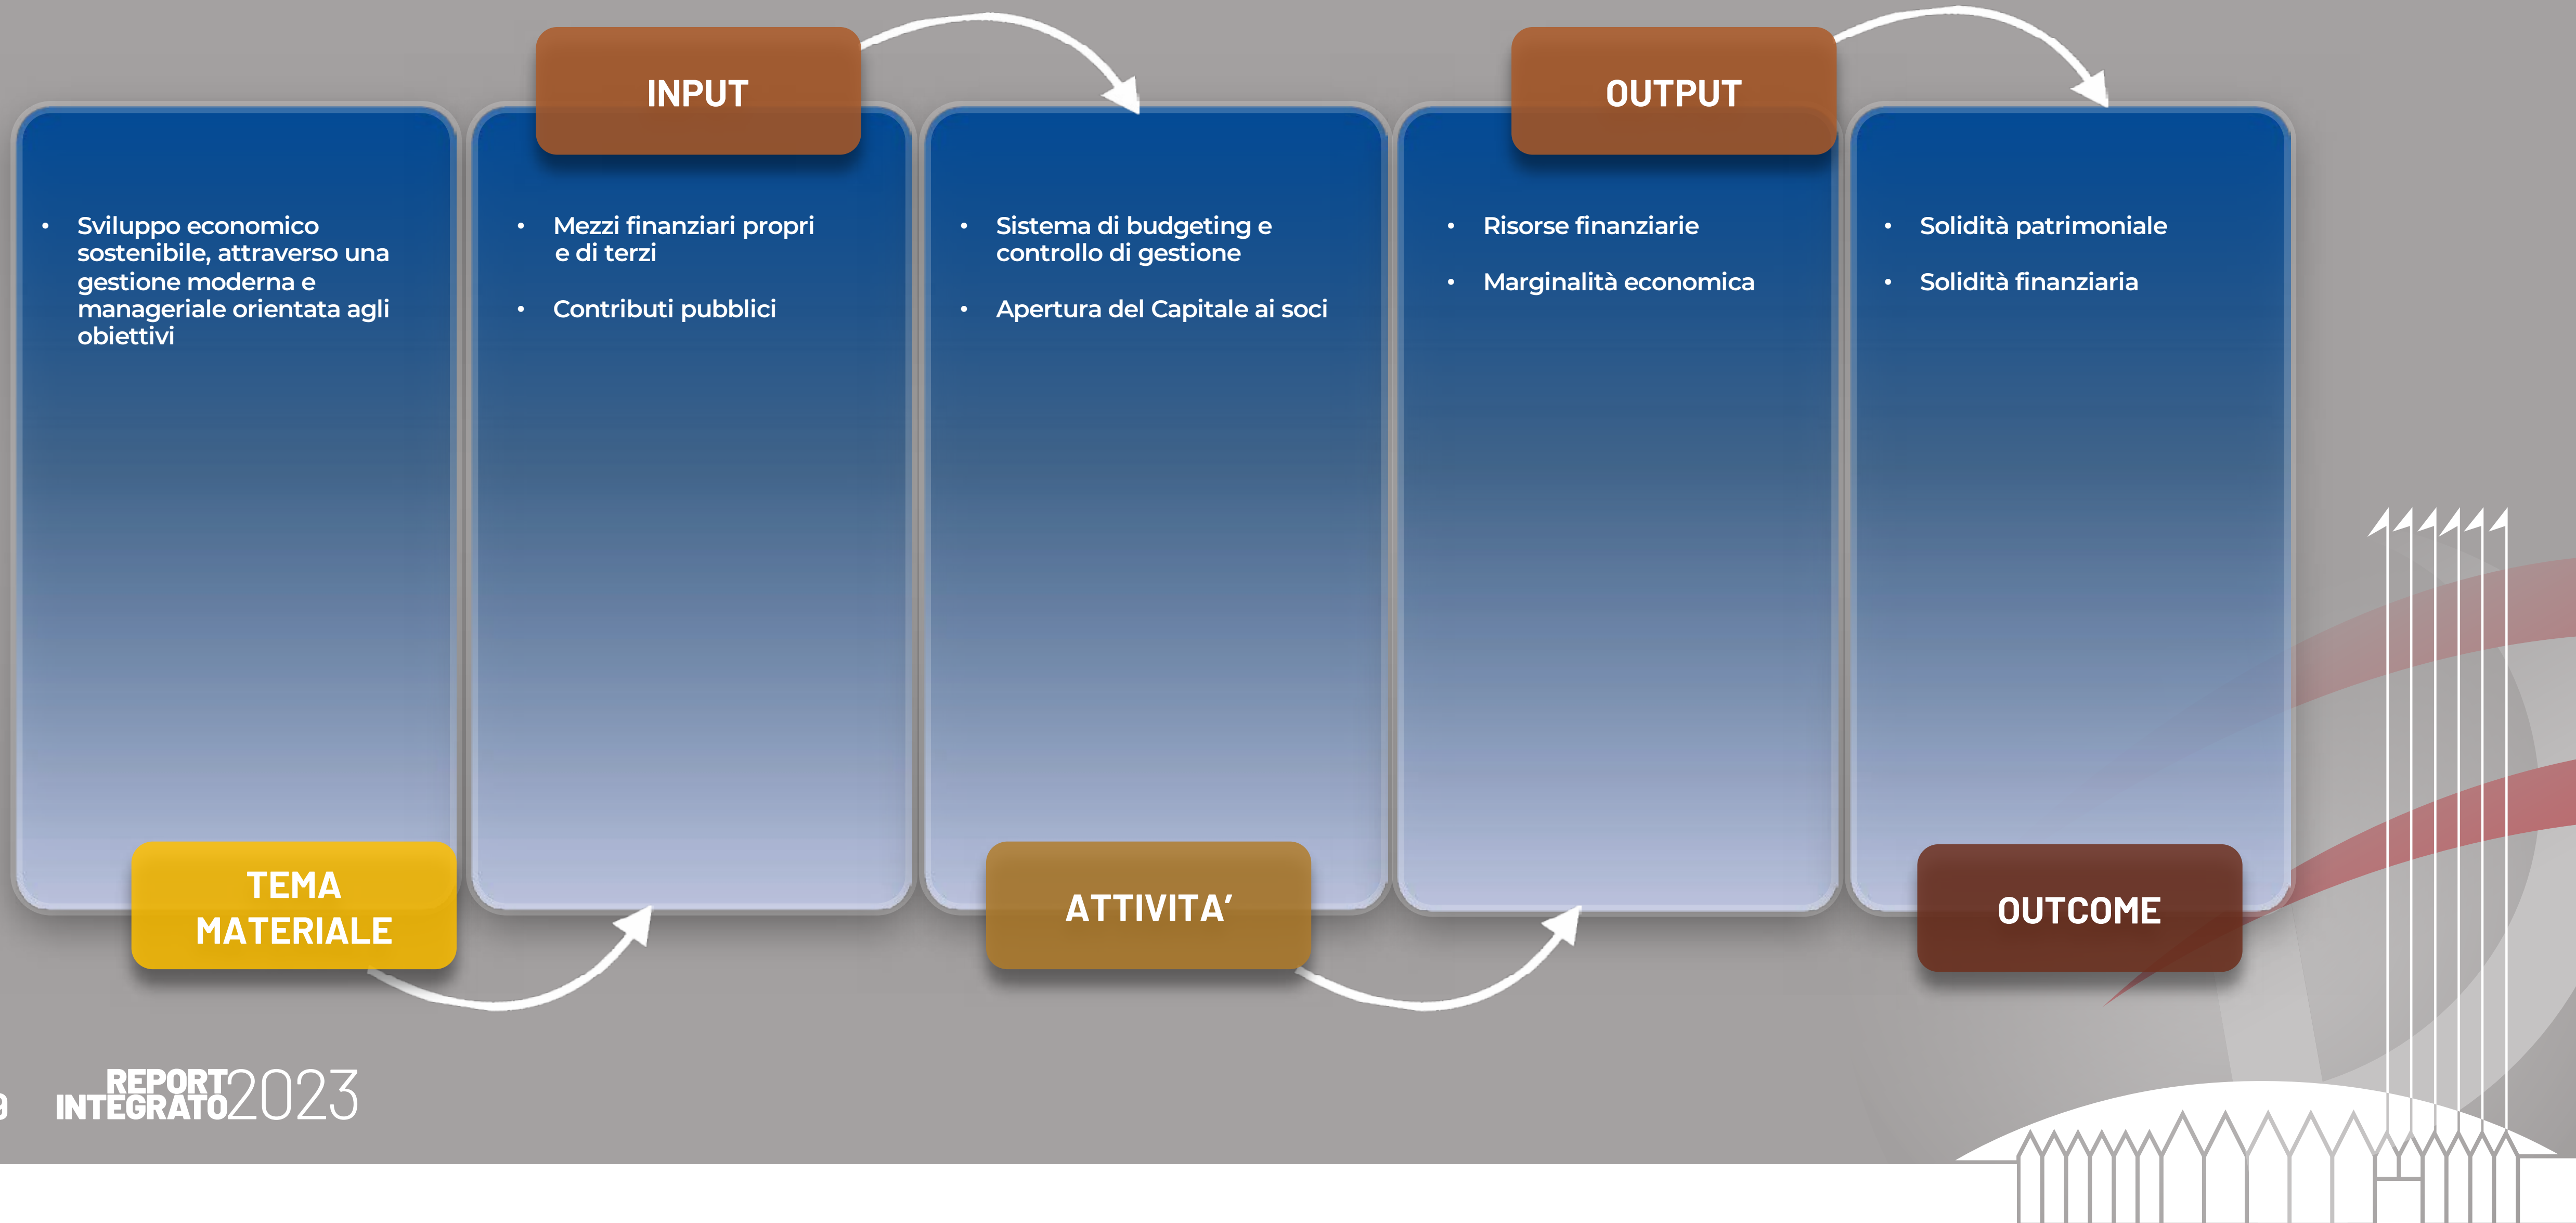 INPUT
OUTPUT
• Sviluppo economico
sostenibile, attraverso una
gestione moderna e
manageriale orientata agli
obiettivi
• Mezzi finanziari propri
e di terzi
• Contributi pubblici
• Sistema di budgeting e
controllo di gestione
• Apertura del Capitale ai soci
• Risorse finanziarie
• Marginalità economica
• Solidità patrimoniale
• Solidità finanziaria
TEMA
MATERIALE
ATTIVITA’
OUTCOME
REPORT
INTEGRATO 2023